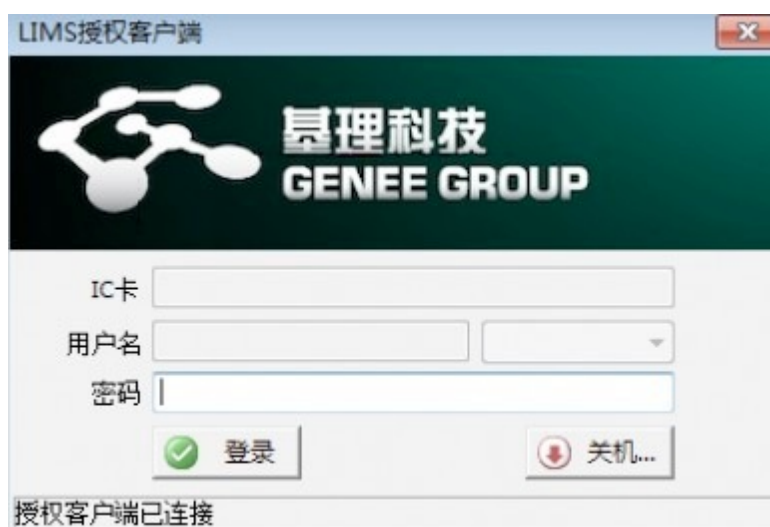 LIMS授权客户端
基理科技
GENEE GROUP
IC卡
用户名
密码
登录
关机...
授权客户端已连接